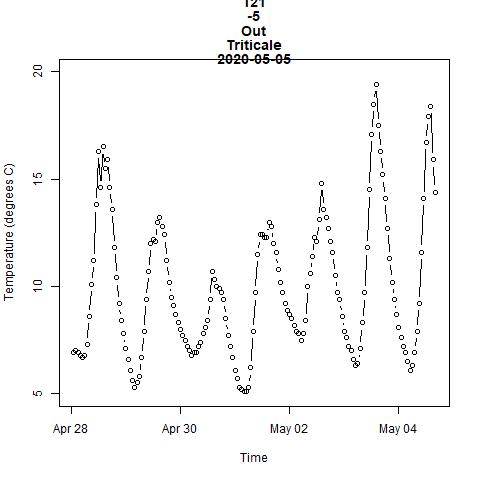 121
-5
Out
Triticale
2020-05-05
20
15
10
5
Temperature (degrees C)
Apr 28
Apr 30
May 02
May 04
Time